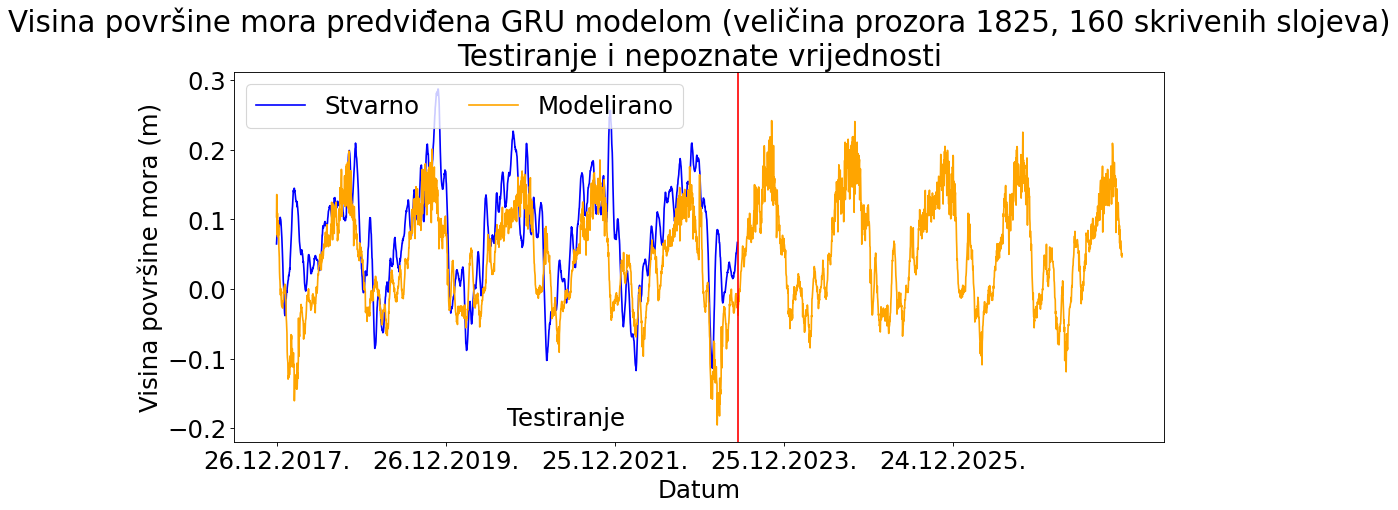 Visina površine mora predviđena GRU modelom (veličina prozora 1825, 160 skrivenih slojeva)
Testiranje i nepoznate vrijednosti
Stvarno
Modelirano
Visina površine mora (m)
0.3
0.2
0.1
0.0
−0.1
−0.2
Testiranje
26.12.2017.
26.12.2019.
25.12.2021.
25.12.2023.
24.12.2025.
Datum